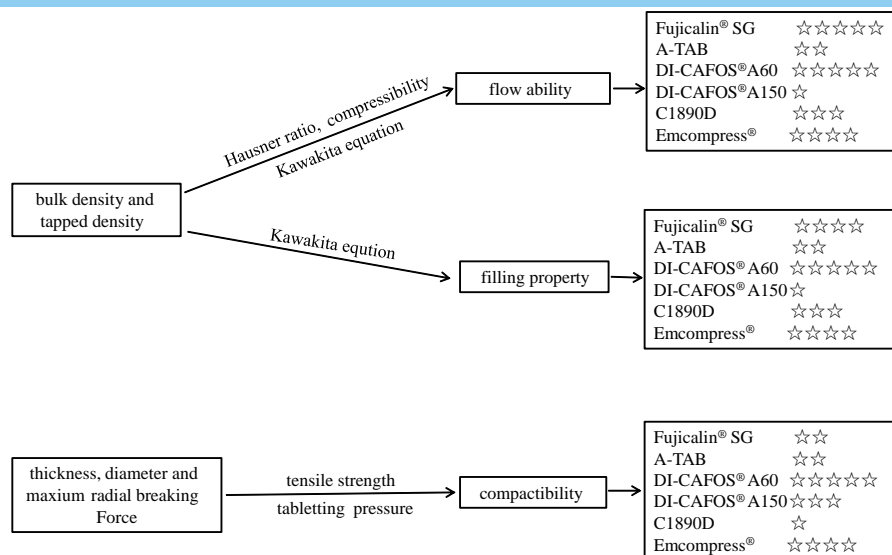 Fujicalin® SG ☆☆☆☆☆
A-TAB ☆☆
DI-CAFOS®A60 ☆☆☆☆☆
DI-CAFOS®A150 ☆
C1890D ☆☆☆
Emcompress® ☆☆☆☆
flow ability
Hausner ratio, compressibility
Kawakita equation
bulk density and
tapped density
Kawakita eqution
filling property
Fujicalin® SG ☆☆☆☆
A-TAB ☆☆
DI-CAFOS®A60 ☆☆☆☆☆
DI-CAFOS®A150☆
C1890D ☆☆☆
Emcompress® ☆☆☆☆
thickness, diameter and
maxium radial breaking
Force
tensile strength
tabletting pressure
compactibility
Fujicalin® SG ☆☆
A-TAB ☆☆
DI-CAFOS®A60 ☆☆☆☆☆
DI-CAFOS®A150☆☆☆
C1890D ☆
Emcompress® ☆☆☆☆